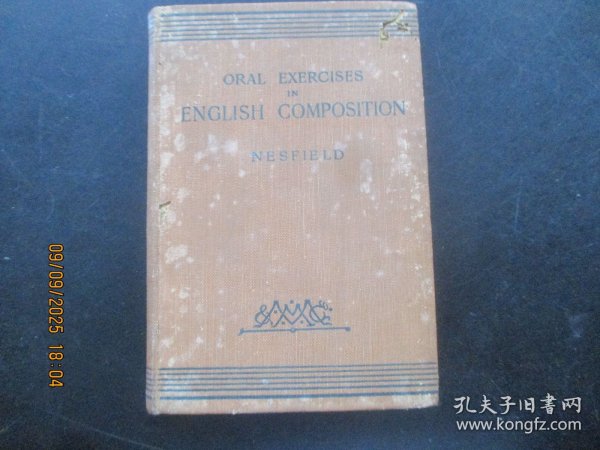 ORAL EXERCISES
IN
ENGLISH COMPOSITION
NESFIELD
09/09/2025 18:04
孔夫子旧書网
www.kongfz.com